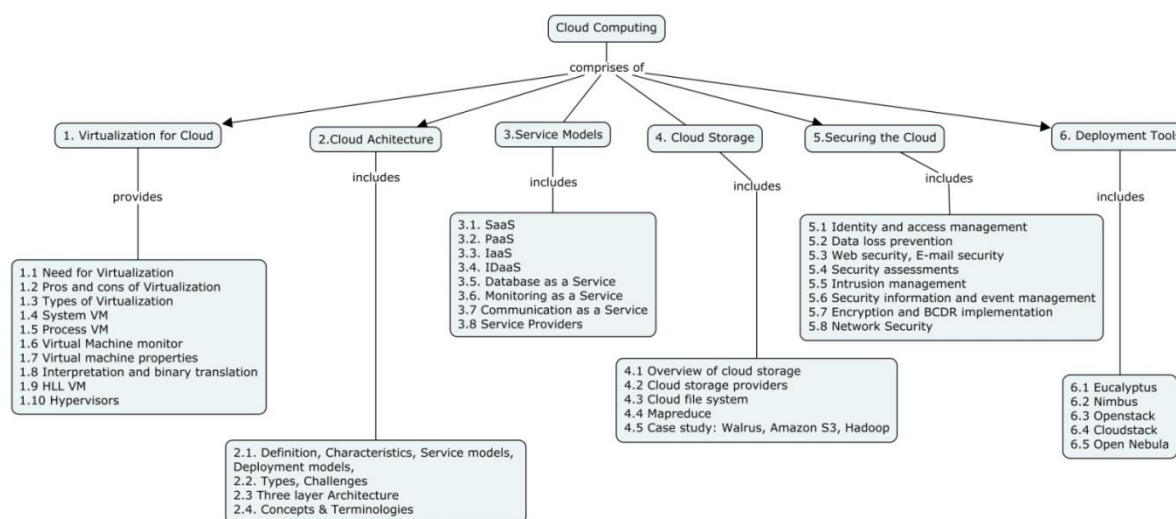 Cloud Computing
comprises of
1. Virtualization for Cloud
2.Cloud Achitecture
3.Service Models
4. Cloud Storage
5.Securing the Cloud
6. Deployment Tools
provides
includes
includes
includes
includes
includes
1.1 Need for Virtualization
1.2 Pros and cons of Virtualization
1.3 Types of Virtualization
1.4 System VM
1.5 Process VM
1.6 Virtual Machine monitor
1.7 Virtual machine properties
1.8 Interpretation and binary translation
1.9 HLL VM
1.10 Hypervisors
2.1. Definition, Characteristics, Service models,
Deployment models,
2.2. Types, Challenges
2.3 Three layer Architecture
2.4. Concepts & Terminologies
3.1. SaaS
3.2. PaaS
3.3. IaaS
3.4. IDaaS
3.5. Database as a Service
3.6. Monitoring as a Service
3.7 Communication as a Service
3.8 Service Providers
4.1 Overview of cloud storage
4.2 Cloud storage providers
4.3 Cloud file system
4.4 Mapreduce
4.5 Case study: Walrus, Amazon S3, Hadoop
5.1 Identity and access management
5.2 Data loss prevention
5.3 Web security, E-mail security
5.4 Security assessments
5.5 Intrusion management
5.6 Security information and event management
5.7 Encryption and BCDR implementation
5.8 Network Security
6.1 Eucalyptus
6.2 Nimbus
6.3 Openstack
6.4 Cloudstack
6.5 Open Nebula